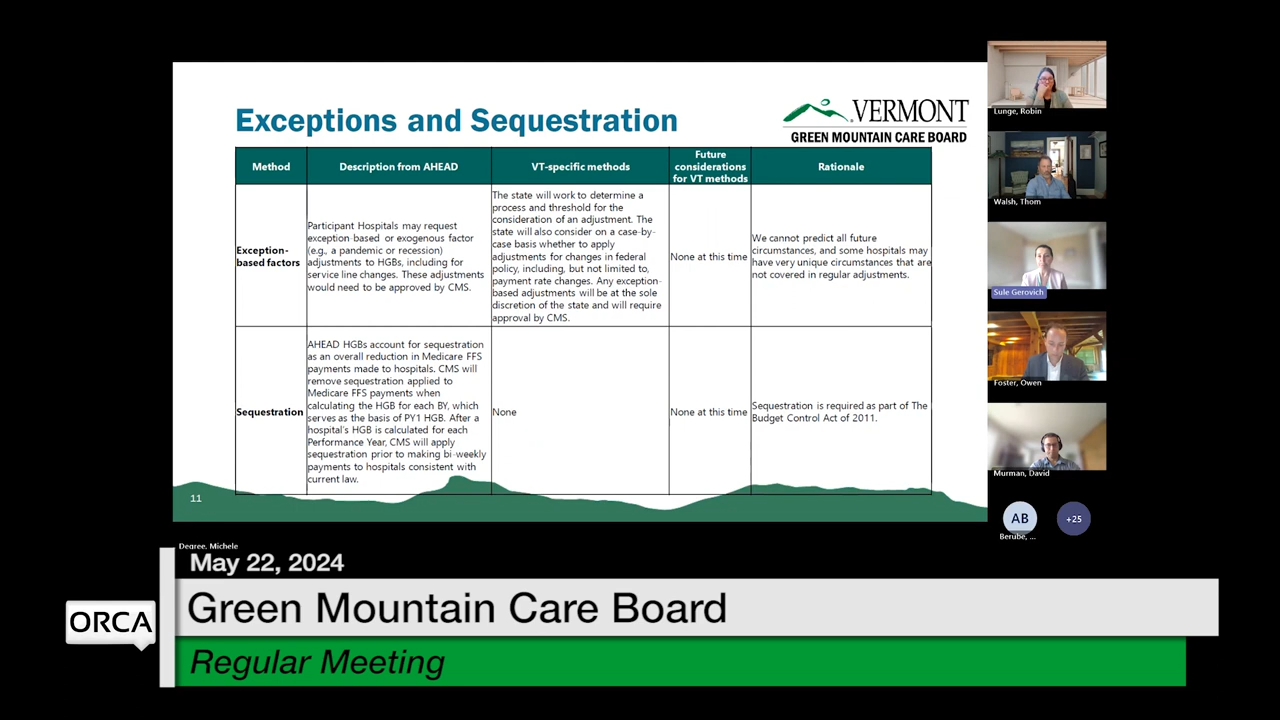 Exceptions and Sequestration
VERMONT
GREEN MOUNTAIN CARE BOARD
Method
Description from AHEAD
VT-specific methods
Future
considerations
for VT methods
Rationale
Exception-
based factors
Participant Hospitals may request
exception-based or exogenous factor
(e.g., a pandemic or recession)
adjustments to HGBs, including for
service line changes. These adjustments
would need to be approved by CMS.
The state will work to determine a
process and threshold for the
consideration of an adjustment. The
state will also consider on a case-by-
case basis whether to apply
adjustments for changes in federal
policy, including, but not limited to,
payment rate changes. Any exception-
based adjustments will be at the sole
discretion of the state and will require
approval by CMS.
None at this time
We cannot predict all future
circumstances, and some hospitals may
have very unique circumstances that are
not covered in regular adjustments.
Sequestration
AHEAD HGBs account for sequestration
as an overall reduction in Medicare FFS
payments made to hospitals. CMS will
remove sequestration applied to
Medicare FFS payments when
calculating the HGB for each BY, which
serves as the basis of PY1 HGB. After a
hospital's HGB is calculated for each
Performance Year, CMS will apply
sequestration prior to making bi-weekly
payments to hospitals consistent with
current law.
None
None at this time
Sequestration is required as part of The
Budget Control Act of 2011.
11
Lunge, Robin
Walsh, Thom
Sule Gerovich
Foster, Owen
Murman, David
AB
+25
Berube, ...
Degree, Michele
May 22, 2024
ORCA
Green Mountain Care Board
Regular Meeting